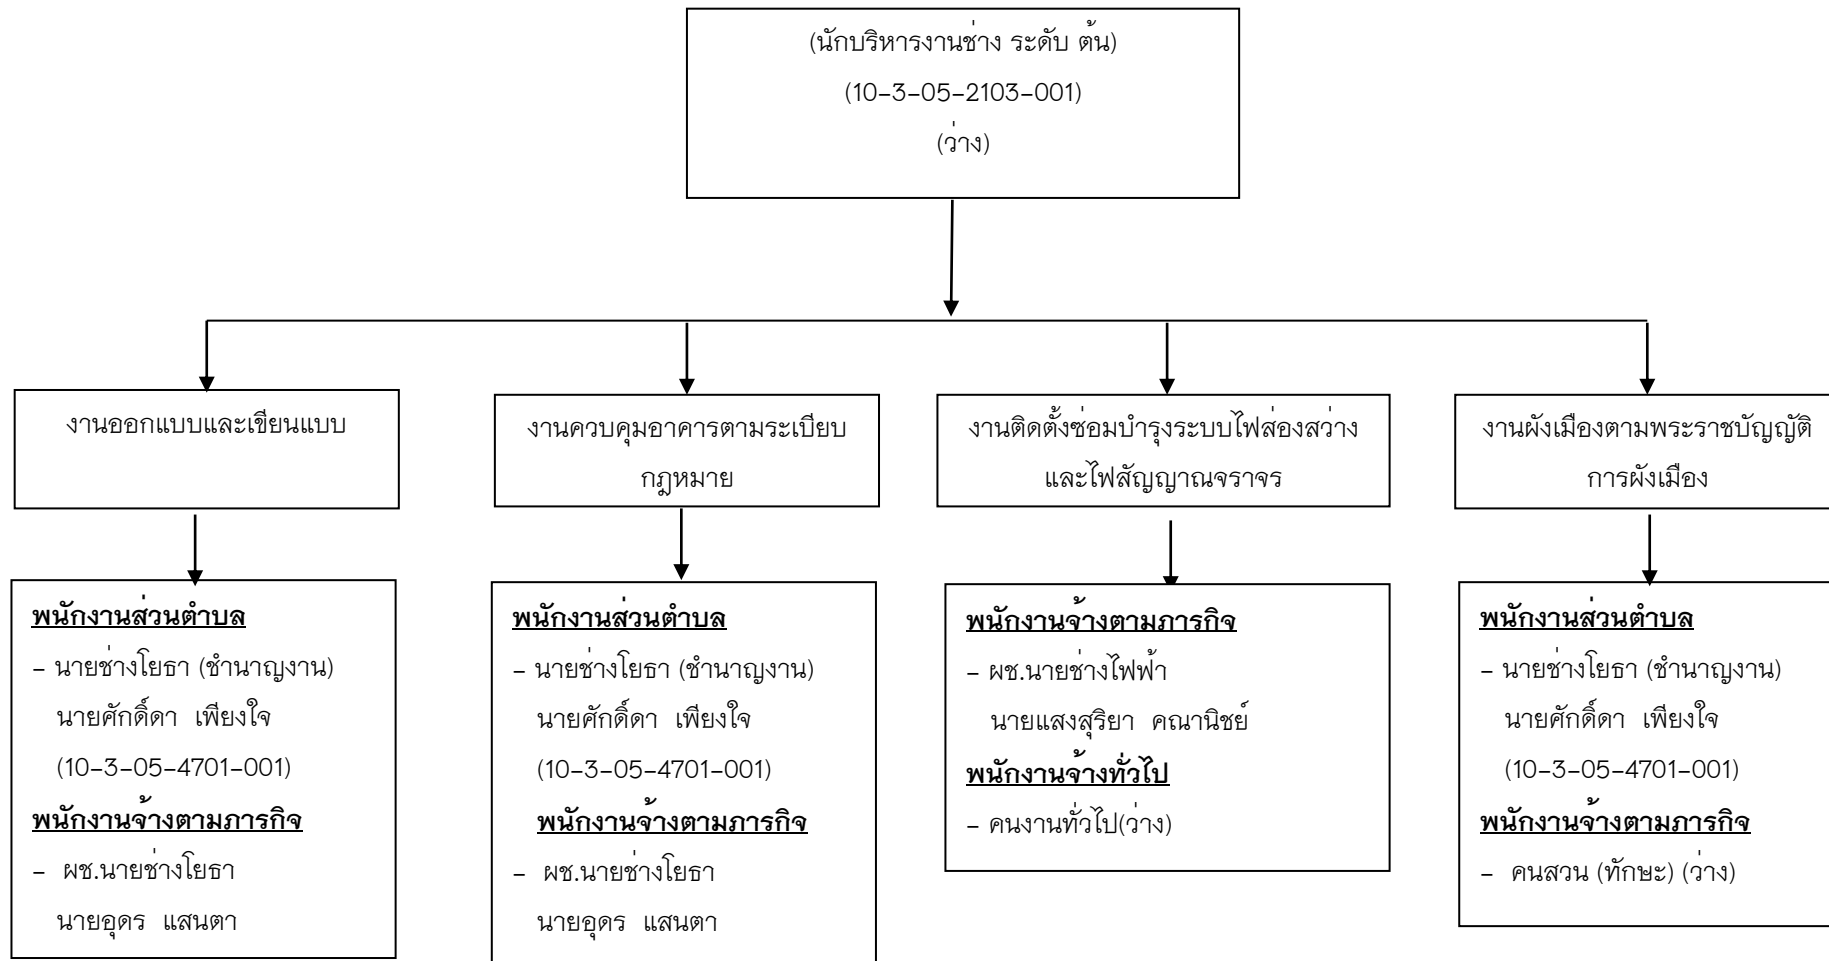 (นักบริหารงานช่าง ระดับ ต้น)
(10-3-05-2103-001)
(ว่าง)
งานออกแบบและเขียนแบบ
งานควบคุมอาคารตามระเบียบ
กฎหมาย
งานติดตั้งซ่อมบำรุงระบบไฟส่องสว่าง
และไฟสัญญาณจราจร
งานผังเมืองตามพระราชบัญญัติ
การผังเมือง
พนักงานส่วนตำบล
- นายช่างโยธา (ชำนาญงาน)
นายศักดิ์ดา เพียงใจ
(10-3-05-4701-001)
พนักงานจ้างตามภารกิจ
- ผช.นายช่างโยธา
นายอุดร แสนตา
พนักงานส่วนตำบล
- นายช่างโยธา (ชำนาญงาน)
นายศักดิ์ดา เพียงใจ
(10-3-05-4701-001)
พนักงานจ้างตามภารกิจ
- ผช.นายช่างโยธา
นายอุดร แสนตา
พนักงานจ้างตามภารกิจ
- ผช.นายช่างไฟฟ้า
นายแสงสุริยา คณานิชย์
พนักงานจ้างทั่วไป
- คนงานทั่วไป(ว่าง)
พนักงานส่วนตำบล
- นายช่างโยธา (ชำนาญงาน)
นายศักดิ์ดา เพียงใจ
(10-3-05-4701-001)
พนักงานจ้างตามภารกิจ
- คนสวน (ทักษะ) (ว่าง)